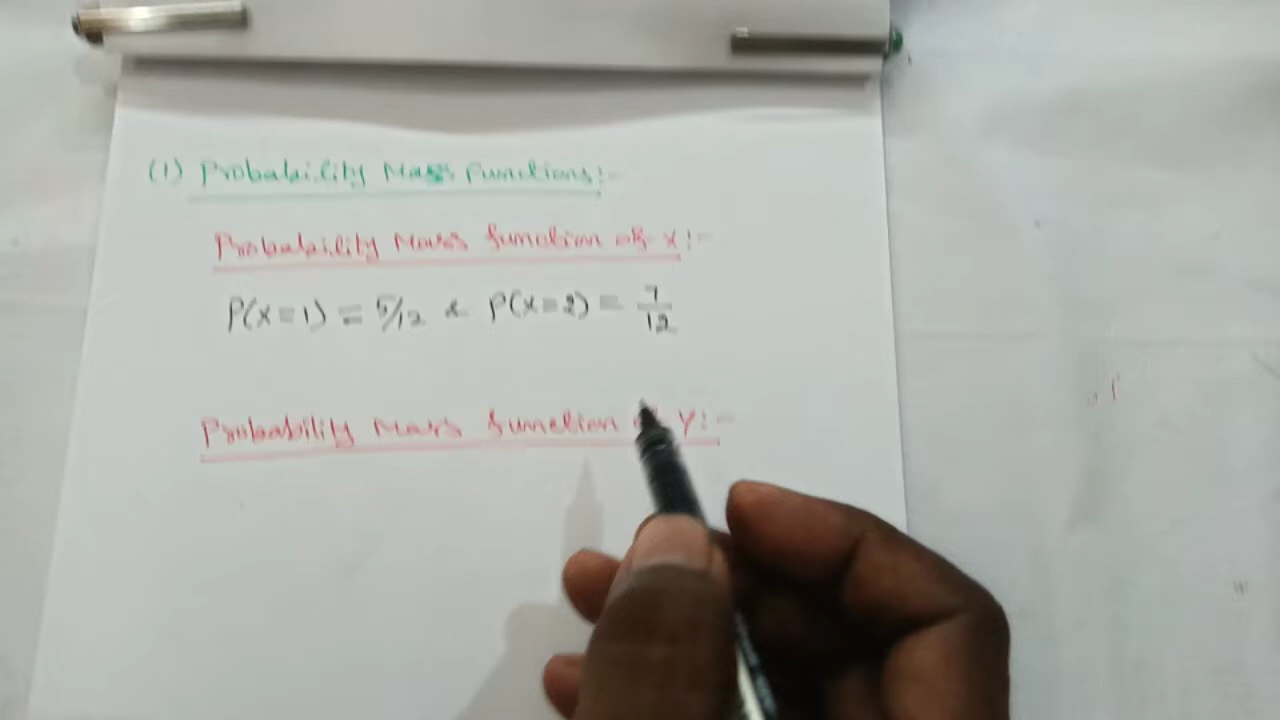 (1) Probability Mass Functions:-
Probability Mass function of X:-
P(X=1) = 5/12 & P(X=2) = 7/12
Probability Mass function Y:-